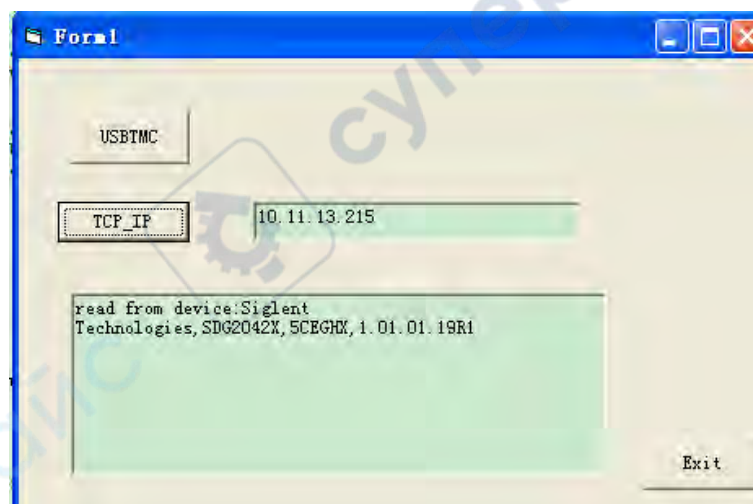 Form1
USBTMC
TCP_IP
10.11.13.215
read from device:Siglent
Technologies,SDG2042X,5CEGHX,1.01.01.19R1
Exit